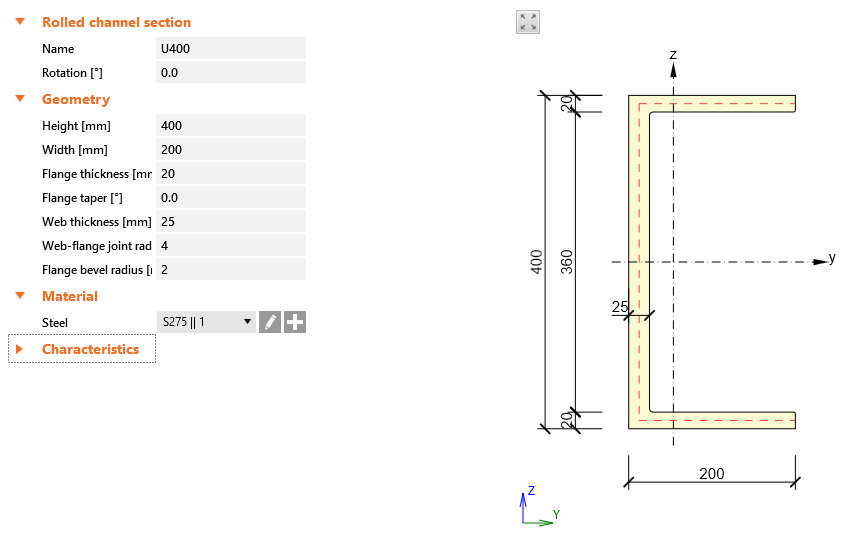 Rolled channel section
Name U400
Rotation [°] 0.0
Geometry
Height [mm] 400
Width [mm] 200
Flange thickness [mm 20
Flange taper [°] 0.0
Web thickness [mm] 25
Web-flange joint rad 4
Flange bevel radius [ 2
Material
Steel S275 || 1
Characteristics
z
20
400
360
y
25
20
200
Z
Y